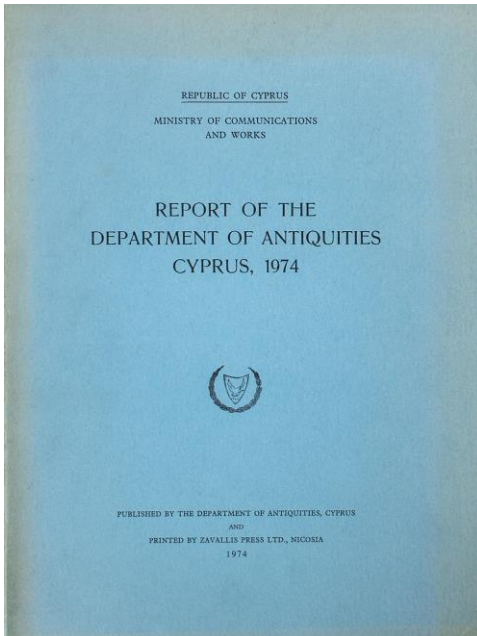 REPUBLIC OF CYPRUS
MINISTRY OF COMMUNICATIONS
AND WORKS
REPORT OF THE
DEPARTMENT OF ANTIQUITIES
CYPRUS, 1974
PUBLISHED BY THE DEPARTMENT OF ANTIQUITIES, CYPRUS
AND
PRINTED BY ZAVALLIS PRESS LTD., NICOSIA
1974